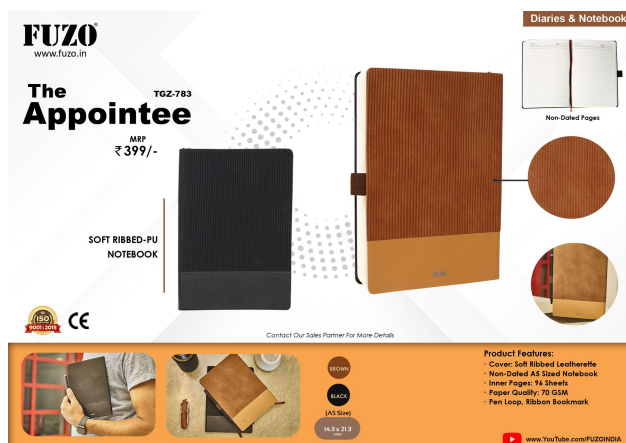 FUZO®
www.fuzo.in
Diaries & Notebook
The
TGZ-783
Appointee
MRP
₹ 399/-
Non-Dated Pages
SOFT RIBBED-PU
NOTEBOOK
ISO
9001:2015
CE
Contact Our Sales Partner For More Details
BROWN
BLACK
(A5 Size)
14.3 x 21.3
Product Features:
• Cover: Soft Ribbed Leatherette
• Non-Dated A5 Sized Notebook
• Inner Pages: 96 Sheets
• Paper Quality: 70 GSM
• Pen Loop, Ribbon Bookmark
www.YouTube.com/FUZOINDIA